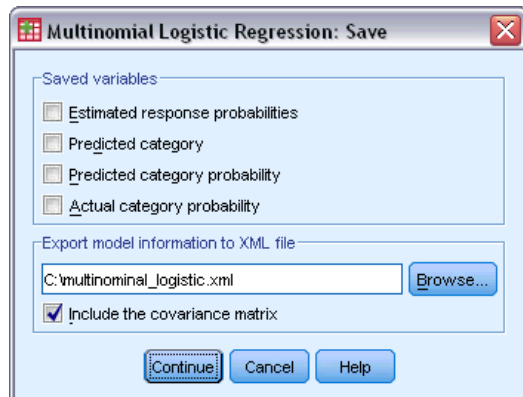 Multinomial Logistic Regression: Save
Saved variables
Estimated response probabilities
Predicted category
Predicted category probability
Actual category probability
Export model information to XML file
C:\multinominal_logistic.xml
Browse...
Include the covariance matrix
Continue
Cancel
Help